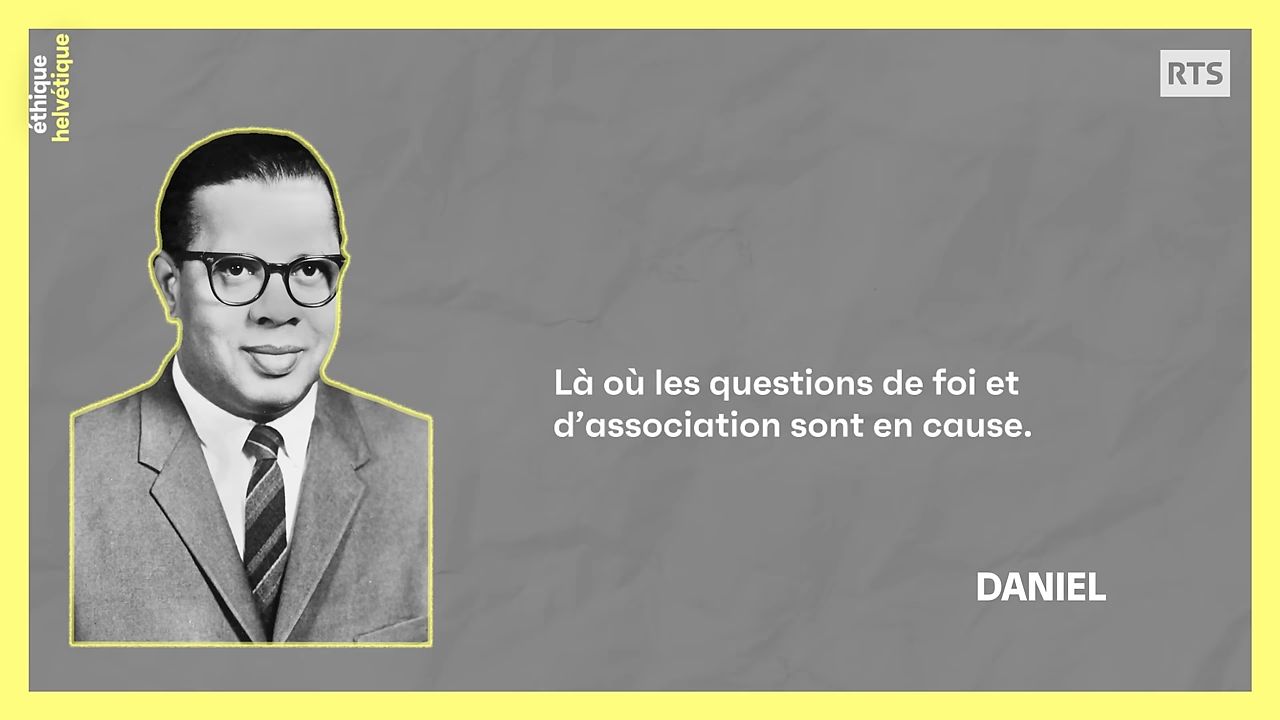 éthique
helvétique
RTS
Là où les questions de foi et
d’association sont en cause.
DANIEL